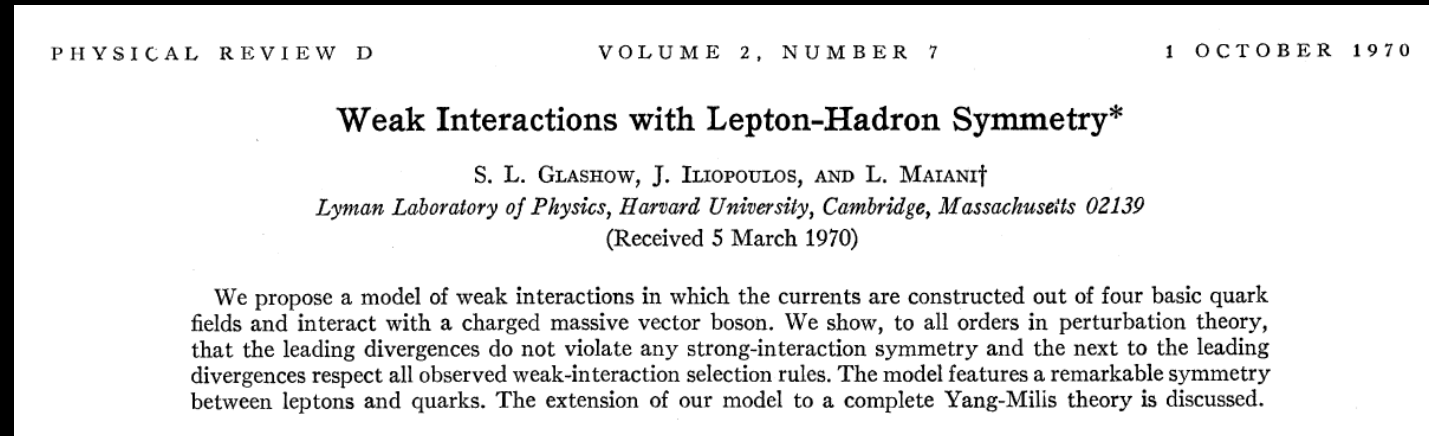 PHYSICAL REVIEW D VOLUME 2, NUMBER 7 1 OCTOBER 1970
Weak Interactions with Lepton-Hadron Symmetry*
S. L. GLASHOW, J. ILIOPOULOS, AND L. MAIANI†
Lyman Laboratory of Physics, Harvard University, Cambridge, Massachuseits 02139
(Received 5 March 1970)
We propose a model of weak interactions in which the currents are constructed out of four basic quark
fields and interact with a charged massive vector boson. We show, to all orders in perturbation theory,
that the leading divergences do not violate any strong-interaction symmetry and the next to the leading
divergences respect all observed weak-interaction selection rules. The model features a remarkable symmetry
between leptons and quarks. The extension of our model to a complete Yang-Milis theory is discussed.